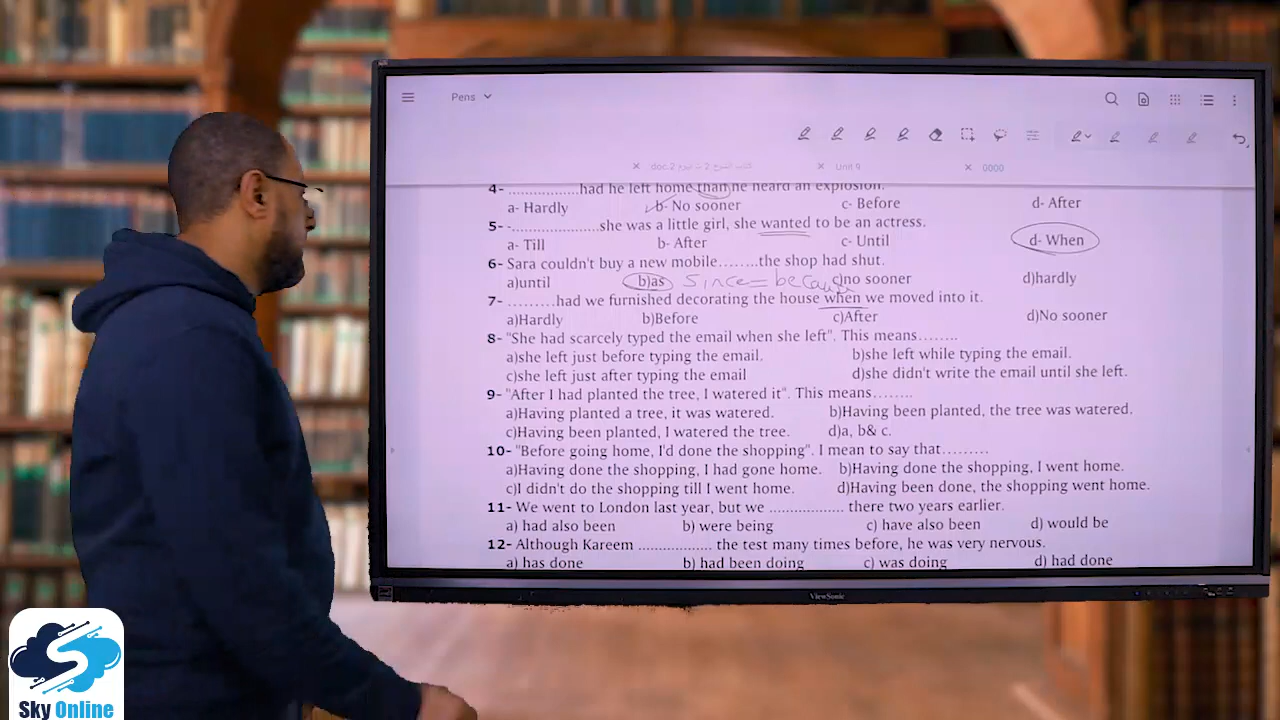 Pens
doc.2
Unit 9
0000
4- ................had he left home than he heard an explosion.
a- Hardly b- No sooner c- Before d- After
5- -....................she was a little girl, she wanted to be an actress.
a- Till b- After c- Until d- When
6- Sara couldn't buy a new mobile........the shop had shut.
a)until b)as since = because c)no sooner d)hardly
7- .........had we furnished decorating the house when we moved into it.
a)Hardly b)Before c)After d)No sooner
8- "She had scarcely typed the email when she left". This means........
a)she left just before typing the email. b)she left while typing the email.
c)she left just after typing the email d)she didn't write the email until she left.
9- "After I had planted the tree, I watered it". This means........
a)Having planted a tree, it was watered. b)Having been planted, the tree was watered.
c)Having been planted, I watered the tree. d)a, b& c.
10- "Before going home, I'd done the shopping". I mean to say that.........
a)Having done the shopping, I had gone home. b)Having done the shopping, I went home.
c)I didn't do the shopping till I went home. d)Having been done, the shopping went home.
11- We went to London last year, but we .................. there two years earlier.
a) had also been b) were being c) have also been d) would be
12- Although Kareem .................. the test many times before, he was very nervous.
a) has done b) had been doing c) was doing d) had done
ViewSonic
Sky Online